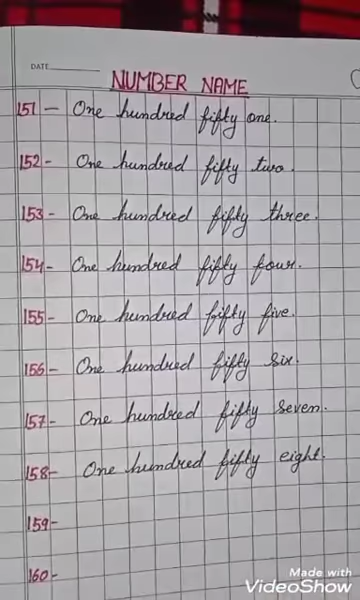 DATE
NUMBER NAME
151 - One hundred fifty one.
152 - One hundred fifty two.
153 - One hundred fifty three.
154 - One hundred fifty four.
155 - One hundred fifty five.
156 - One hundred fifty six.
157 - One hundred fifty seven.
158 - One hundred fifty eight.
159 -
160 -
Made with
VideoShow